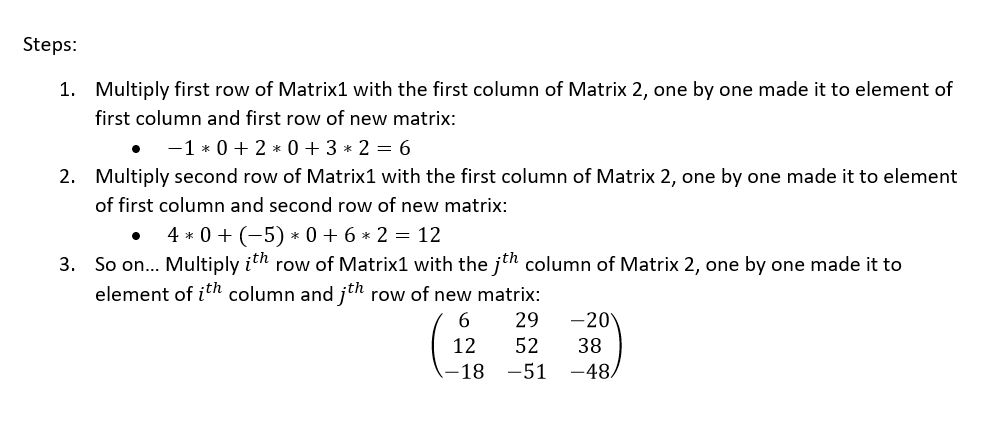 Steps:
1. Multiply first row of Matrix1 with the first column of Matrix 2, one by one made it to element of
first column and first row of new matrix:
• −1 ∗ 0 + 2 ∗ 0 + 3 ∗ 2 = 6
2. Multiply second row of Matrix1 with the first column of Matrix 2, one by one made it to element
of first column and second row of new matrix:
• 4 ∗ 0 + (−5) ∗ 0 + 6 ∗ 2 = 12
3. So on... Multiply i^th row of Matrix1 with the j^th column of Matrix 2, one by one made it to
element of i^th column and j^th row of new matrix:
6 29 −20
12 52 38
−18 −51 −48